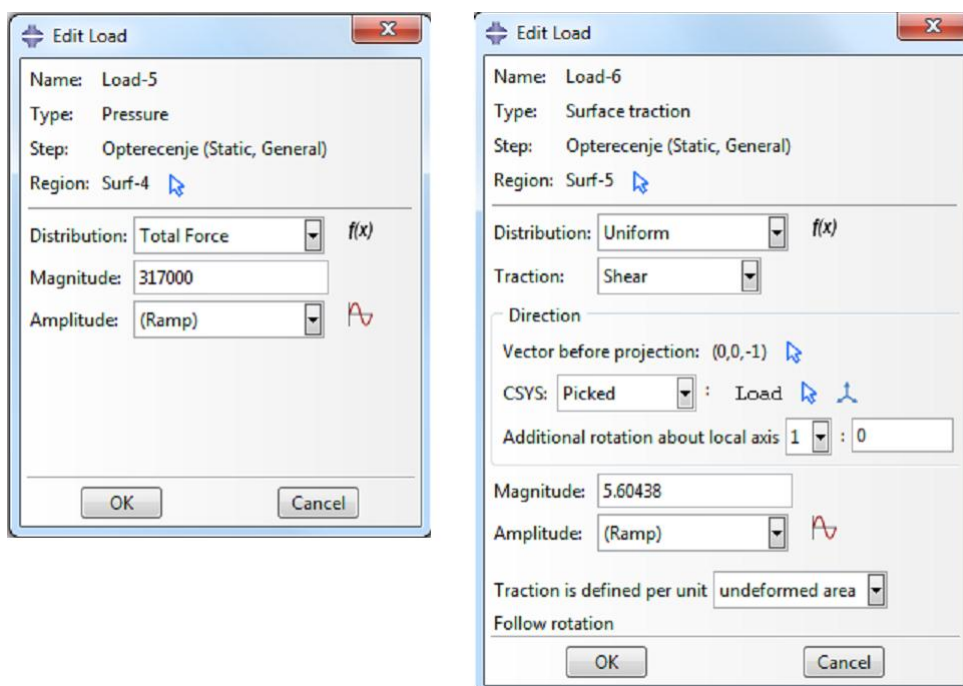 Edit Load
Name: Load-5
Type: Pressure
Step: Opterecenje (Static, General)
Region: Surf-4
Distribution: Total Force f(x)
Magnitude: 317000
Amplitude: (Ramp)
OK Cancel
Edit Load
Name: Load-6
Type: Surface traction
Step: Opterecenje (Static, General)
Region: Surf-5
Distribution: Uniform f(x)
Traction: Shear
Direction
Vector before projection: (0,0,-1)
CSYS: Picked : Load
Additional rotation about local axis 1 : 0
Magnitude: 5.60438
Amplitude: (Ramp)
Traction is defined per unit undeformed area
Follow rotation
OK Cancel